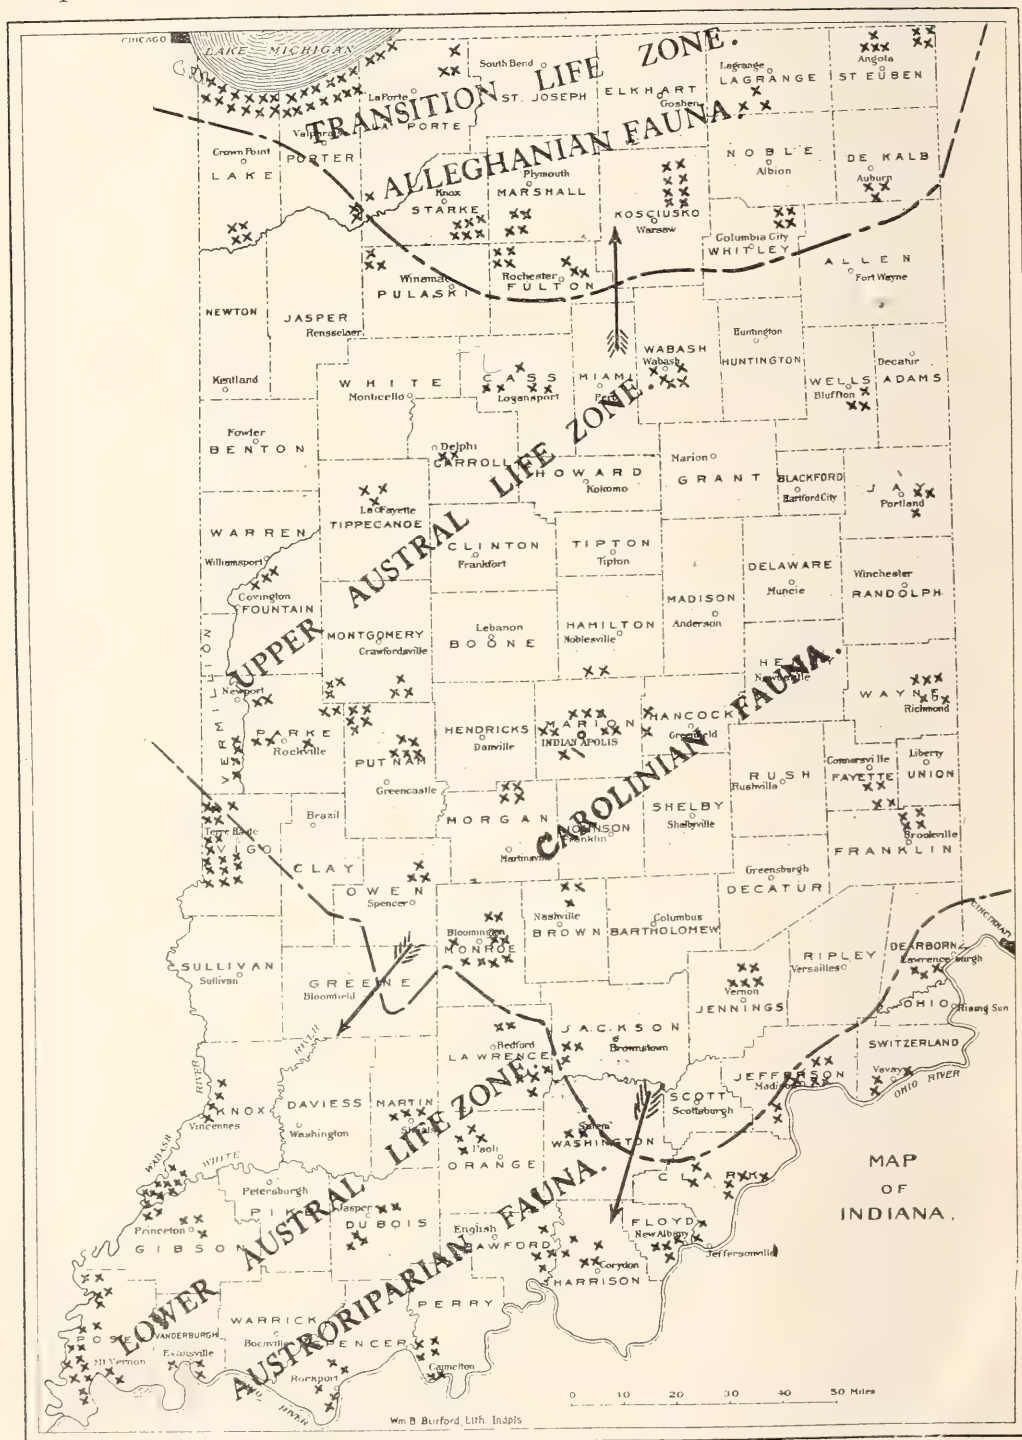 CHICAGO
LAKE MICHIGAN
TRANSITION LIFE ZONE.
ALLEGHANIAN FAUNA.
South Bend
ST. JOSEPH
ELKHART
Goshen
Lagrange
LAGRANGE
Angola
STEUBEN
LaPorte
PORTE
PORTER
Crown Point
LAKE
Knox
STARKE
Plymouth
MARSHALL
KOSCIUSKO
Warsaw
NOBLE
Albion
DE KALB
Auburn
Columbia City
WHITLEY
ALLEN
Fort Wayne
Winamac
PULASKI
Rochester
FULTON
NEWTON
JASPER
Rensselaer
Kentland
WHITE
Monticello
CASS
Logansport
MIAMI
WABASH
Wabash
Huntington
HUNTINGTON
WELLS
Bluffton
Decatur
ADAMS
UPPER AUSTRAL LIFE ZONE.
Fowler
BENTON
Delphi
CARROLL
HOWARD
Kokomo
Marion
GRANT
BLACKFORD
Hartford City
JAY
Portland
WARREN
Williamsport
LaFayette
TIPPECANOE
CLINTON
Frankfort
TIPTON
Tipton
MADISON
Anderson
DELAWARE
Muncie
Winchester
RANDOLPH
Covington
FOUNTAIN
MONTGOMERY
Crawfordsville
Lebanon
BOONE
HAMILTON
Noblesville
VERMILLION
Newport
PARKE
Rockville
PUTNAM
Greencastle
HENDRICKS
Danville
MARION
INDIANAPOLIS
HANCOCK
Greenfield
WAYNE
Richmond
CAROLINIAN FAUNA.
RUSH
Rushville
Connersville
FAYETTE
Liberty
UNION
Terre Haute
VIGO
Brazil
CLAY
OWEN
Spencer
MORGAN
Martinsville
JOHNSON
Franklin
SHELBY
Shelbyville
Greensburg
DECATUR
Brookville
FRANKLIN
SULLIVAN
Sullivan
GREENE
Bloomfield
Bloomington
MONROE
Nashville
BROWN
Columbus
BARTHOLOMEW
Vernon
JENNINGS
RIPLEY
Versailles
DEARBORN
Lawrenceburgh
CINCINNATI
OHIO
Rising Sun
SWITZERLAND
Vevay
OHIO RIVER
Bedford
LAWRENCE
JACKSON
Brownstown
SCOTT
Scottsburgh
JEFFERSON
Madison
WABASH RIVER
KNOX
Vincennes
DAVIESS
Washington
MARTIN
Shoals
WHITE RIVER
Paoli
ORANGE
Salem
WASHINGTON
CLARK
LOWER AUSTRAL LIFE ZONE.
AUSTRORIPARIAN FAUNA.
Princeton
GIBSON
Petersburgh
PIKE
Jasper
DUBOIS
English
CRAWFORD
Corydon
HARRISON
FLOYD
New Albany
Jeffersonville
POSEY
Mt Vernon
VANDERBURGH
Evansville
WARRICK
Boonville
SPENCER
Rockport
PERRY
Cannelton
RIVER
MAP
OF
INDIANA.
0 10 20 30 40 50 Miles
Wm B Burford, Lith Indpls